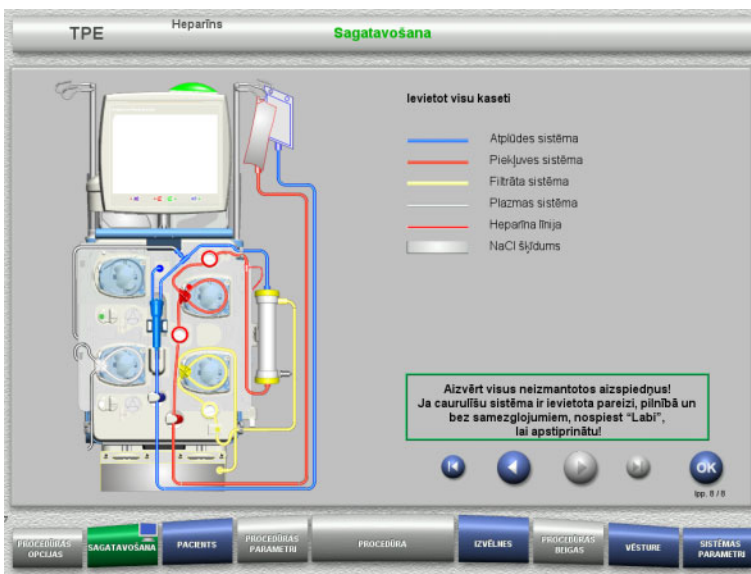 TPE
Heparīns
Sagatavošana
Ievietot visu kaseti
Atplūdes sistēma
Piekļuves sistēma
Filtrāta sistēma
Plazmas sistēma
Heparīna līnija
NaCl šķīdums
Aizvērt visus neizmantotos aizspiedņus!
Ja caurulīšu sistēma ir ievietota pareizi, pilnībā un
bez samezglojumiem, nospiest “Labi”,
lai apstiprinātu!
OK
lpp. 8 / 8
PROCEDŪRAS
OPCIJAS
SAGATAVOŠANA
PACIENTS
PROCEDŪRAS
PARAMETRI
PROCEDŪRA
IZVĒLNES
PROCEDŪRAS
BEIGAS
VĒSTURE
SISTĒMAS
PARAMETRI